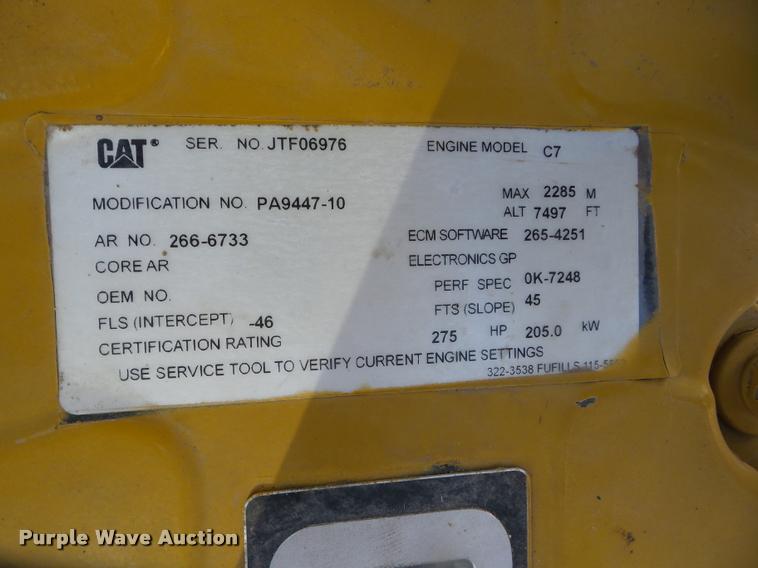 CAT® SER. NO. JTF06976 ENGINE MODEL C7
MODIFICATION NO. PA9447-10 MAX 2285 M
ALT 7497 FT
AR NO. 266-6733 ECM SOFTWARE 265-4251
CORE AR ELECTRONICS GP
OEM NO. PERF SPEC 0K-7248
FLS (INTERCEPT) -46 FTS (SLOPE) 45
CERTIFICATION RATING 275 HP 205.0 kW
USE SERVICE TOOL TO VERIFY CURRENT ENGINE SETTINGS
322-3538 FUFILLS
Purple Wave Auction®